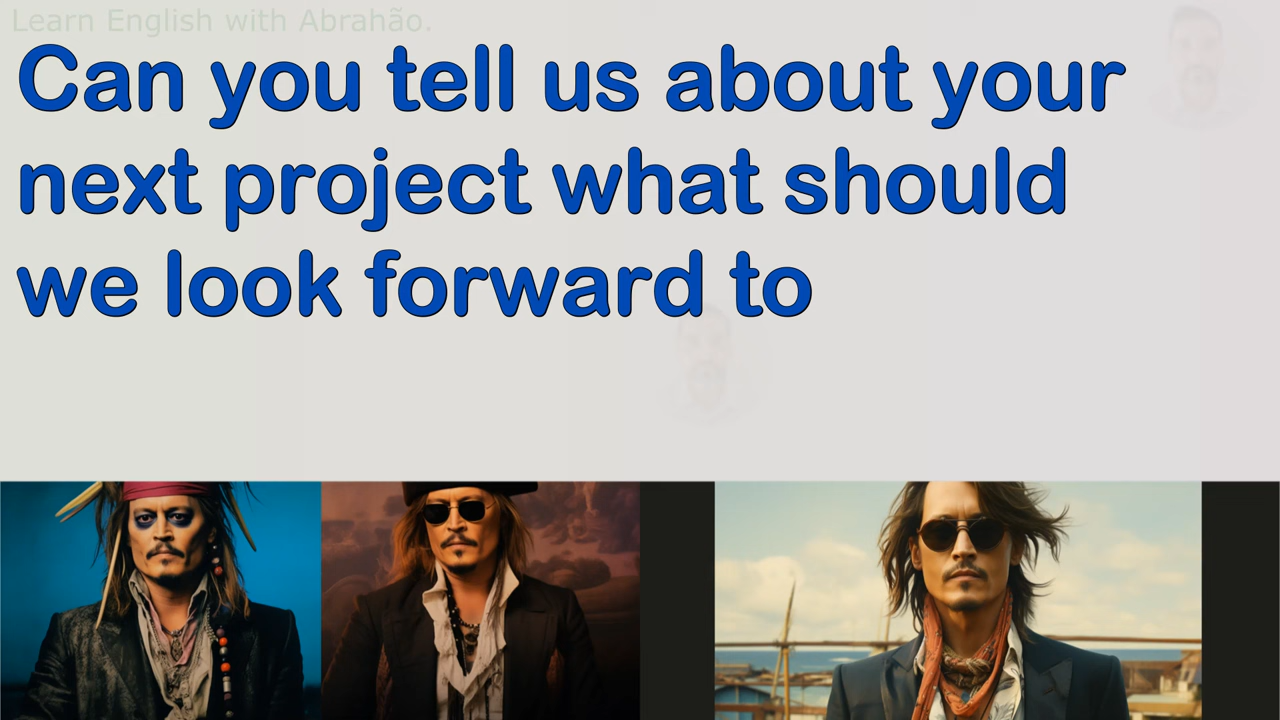 Learn English with Abrahão.
Can you tell us about your
next project what should
we look forward to